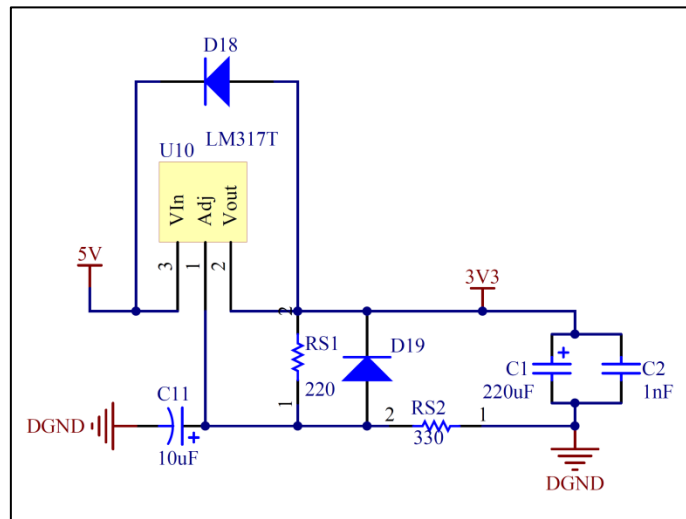 D18
LM317T
U10
VIn
Adj
Vout
5V
3
1
2
3V3
2
RS1
220
1
D19
C1
220uF
C2
1nF
C11
DGND
10uF
2
RS2
330
1
DGND